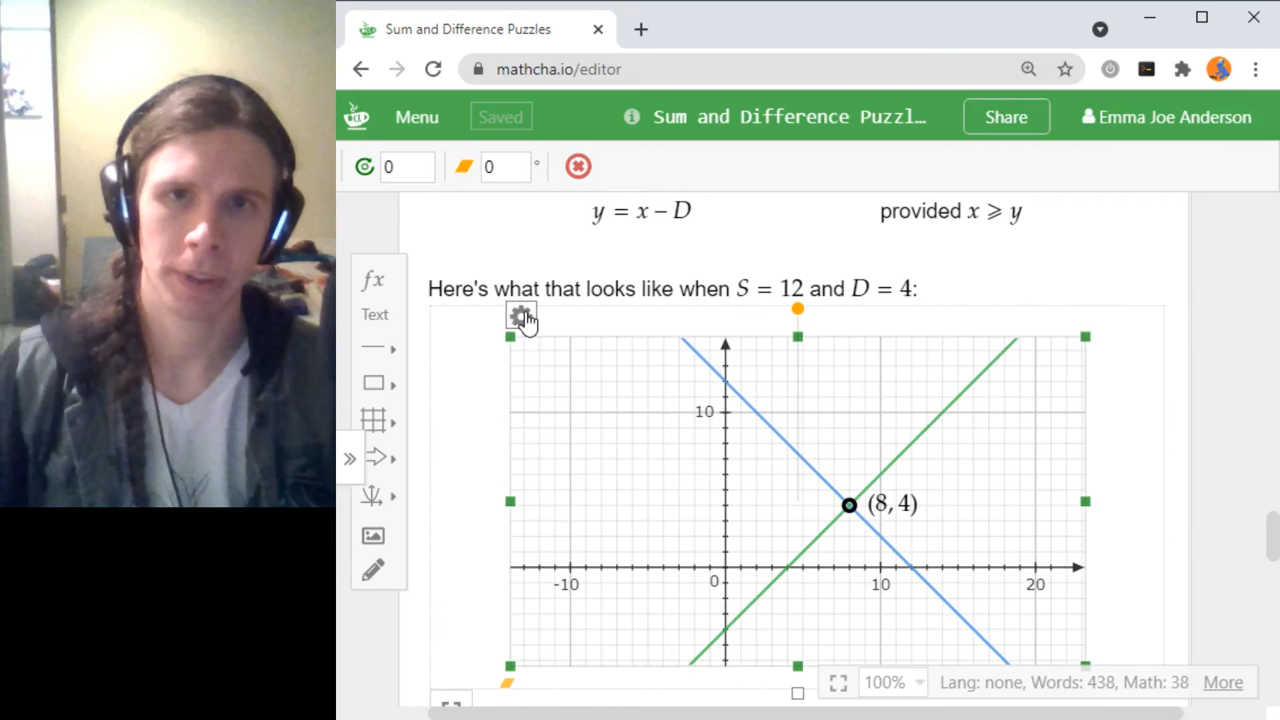 Sum and Difference Puzzles
mathcha.io/editor
Menu
Saved
Sum and Difference Puzzl...
Share
Emma Joe Anderson
0
0 °
y = x − D
provided x ⩾ y
Here's what that looks like when S = 12 and D = 4:
fx
Text
10
(8, 4)
-10
0
10
20
100%
Lang: none, Words: 438, Math: 38
More